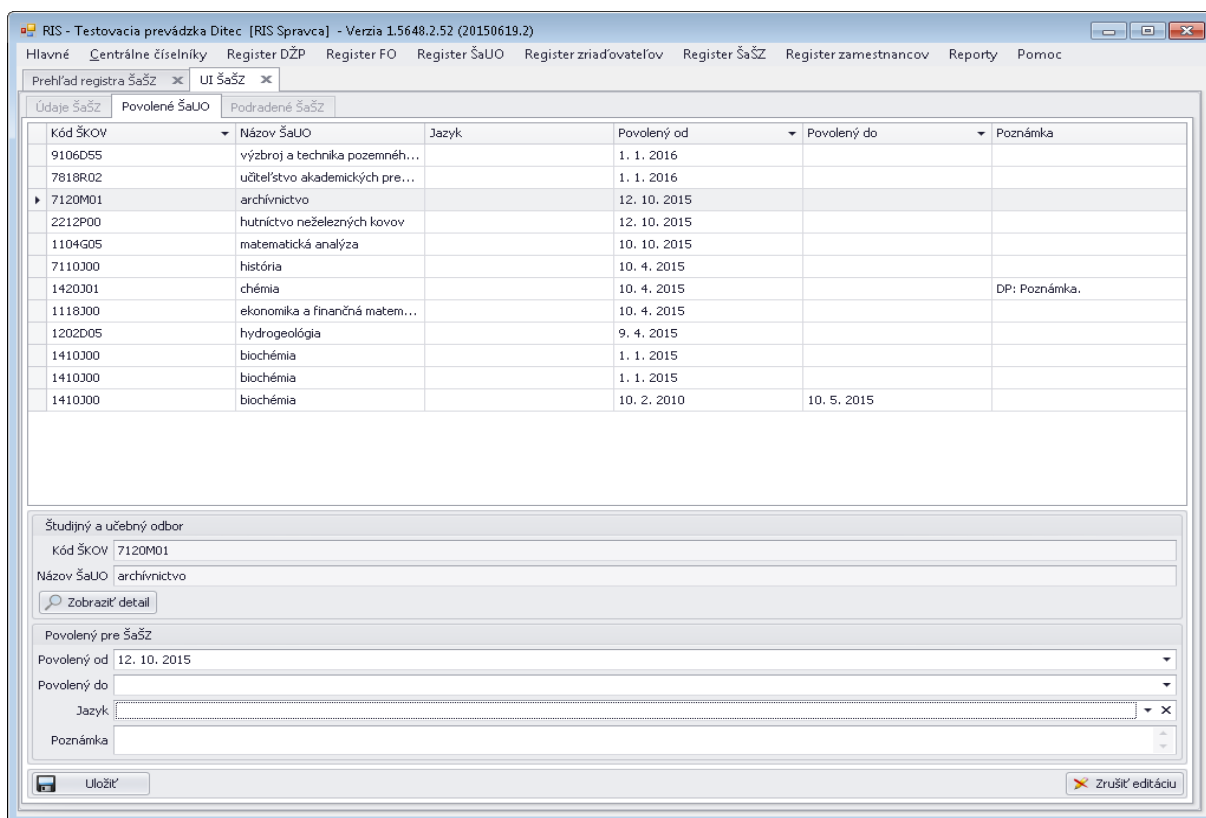 RIS - Testovacia prevádzka Ditec [RIS Spravca] - Verzia 1.5648.2.52 (20150619.2)
Hlavné Centrálne číselníky Register DŽP Register FO Register ŠaUO Register zriaďovateľov Register ŠaŠZ Register zamestnancov Reporty Pomoc
Prehľad registra ŠaŠZ UI ŠaŠZ
Údaje ŠaŠZ Povolené ŠaUO Podradené ŠaŠZ
Kód ŠKOV Názov ŠaUO Jazyk Povolený od Povolený do Poznámka
9106D55 výzbroj a technika pozemnéh... 1. 1. 2016
7818R02 učiteľstvo akademických pre... 1. 1. 2016
7120M01 archívnictvo 12. 10. 2015
2212P00 hutníctvo neželezných kovov 12. 10. 2015
1104G05 matematická analýza 10. 10. 2015
7110J00 história 10. 4. 2015
1420J01 chémia 10. 4. 2015 DP: Poznámka.
1118J00 ekonomika a finančná matem... 10. 4. 2015
1202D05 hydrogeológia 9. 4. 2015
1410J00 biochémia 1. 1. 2015
1410J00 biochémia 1. 1. 2015
1410J00 biochémia 10. 2. 2010 10. 5. 2015
Študijný a učebný odbor
Kód ŠKOV 7120M01
Názov ŠaUO archívnictvo
Zobraziť detail
Povolený pre ŠaŠZ
Povolený od 12. 10. 2015
Povolený do
Jazyk
Poznámka
Uložiť Zrušiť editáciu